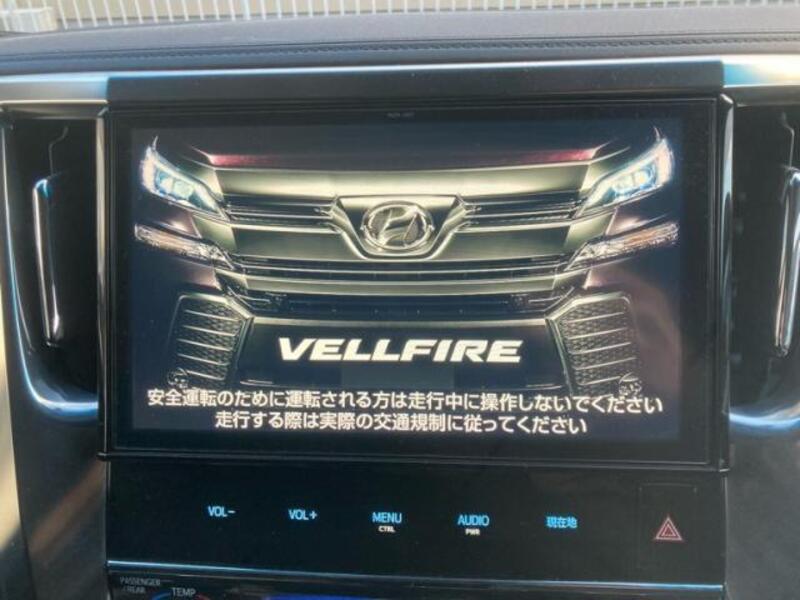 VELLFIRE
安全運転のために運転される方は走行中に操作しないでください
走行する際は実際の交通規制に従ってください
VOL- VOL+ MENU AUDIO 現在地
CTRL PWR
PASSENGER
/REAR TEMP